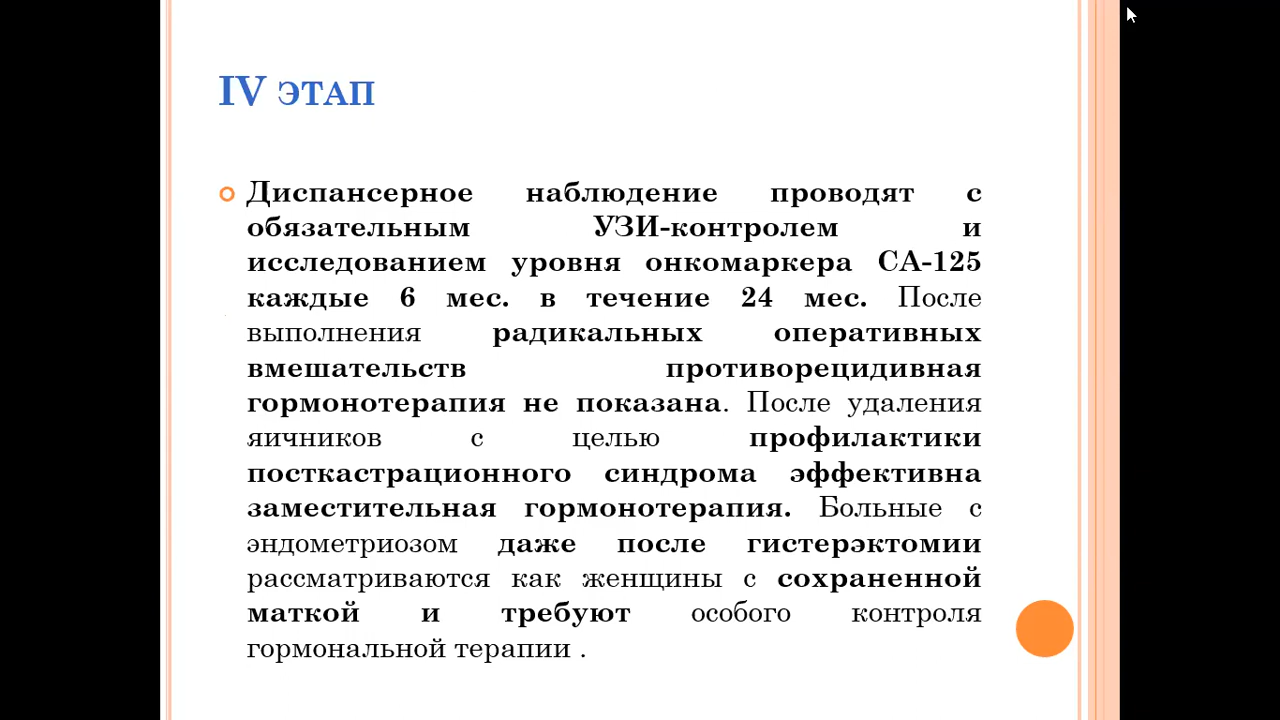 IV ЭТАП
Диспансерное наблюдение проводят с
обязательным УЗИ-контролем и
исследованием уровня онкомаркера СА-125
каждые 6 мес. в течение 24 мес. После
выполнения радикальных оперативных
вмешательств противорецидивная
гормонотерапия не показана. После удаления
яичников с целью профилактики
посткастрационного синдрома эффективна
заместительная гормонотерапия. Больные с
эндометриозом даже после гистерэктомии
рассматриваются как женщины с сохраненной
маткой и требуют особого контроля
гормональной терапии .